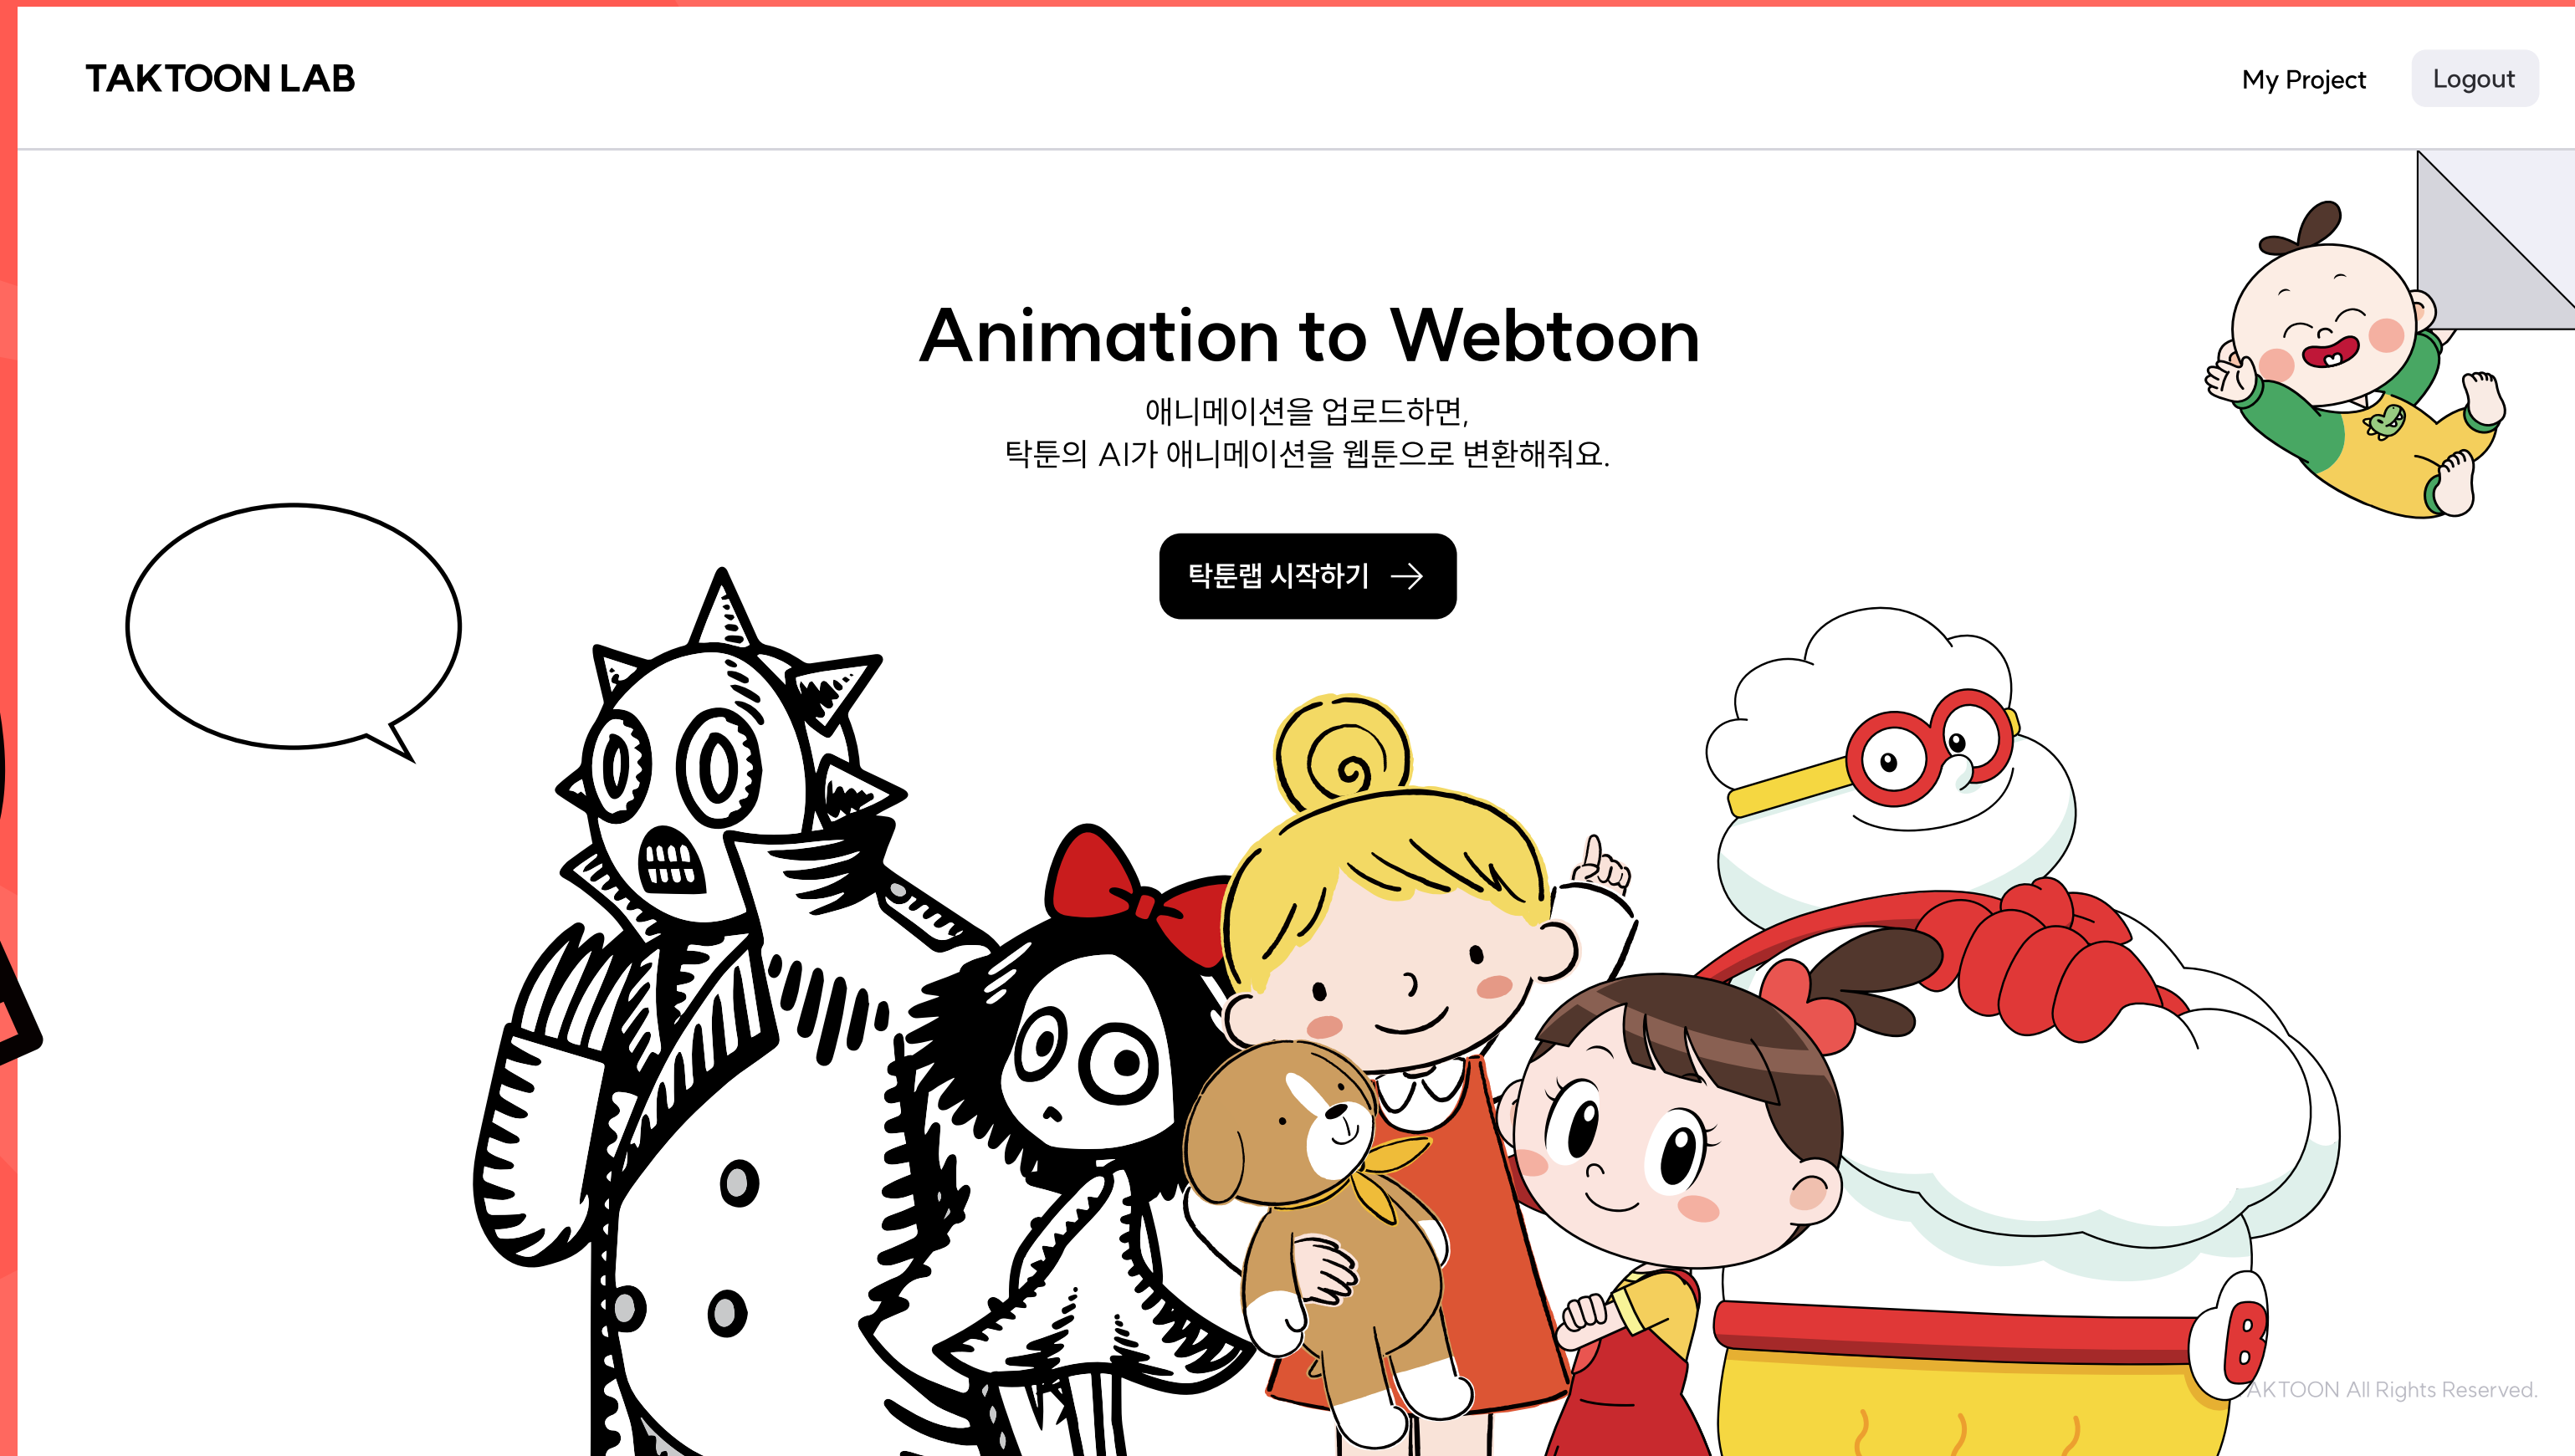 TAKTOON LAB
My Project
Logout
Animation to Webtoon
애니메이션을 업로드하면,
탁툰의 AI가 애니메이션을 웹툰으로 변환해줘요.
탁툰랩 시작하기
B
AKTOON All Rights Reserved.